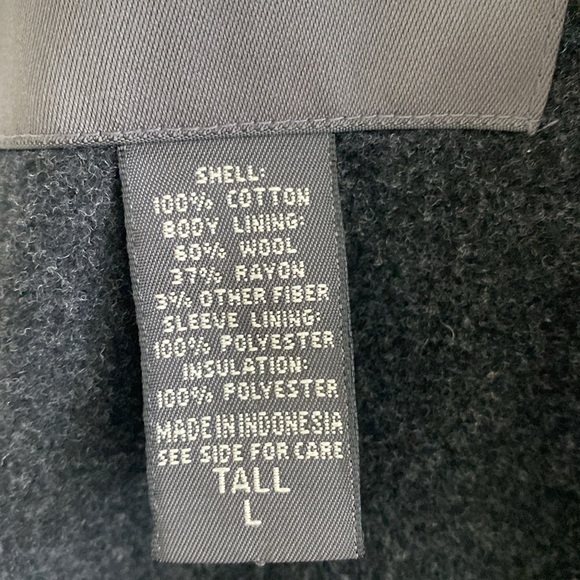 SHELL:
100% COTTON
BODY LINING:
60% WOOL
37% RAYON
3% OTHER FIBER
SLEEVE LINING:
100% POLYESTER
INSULATION:
100% POLYESTER
MADE IN INDONESIA
SEE SIDE FOR CARE
TALL
L